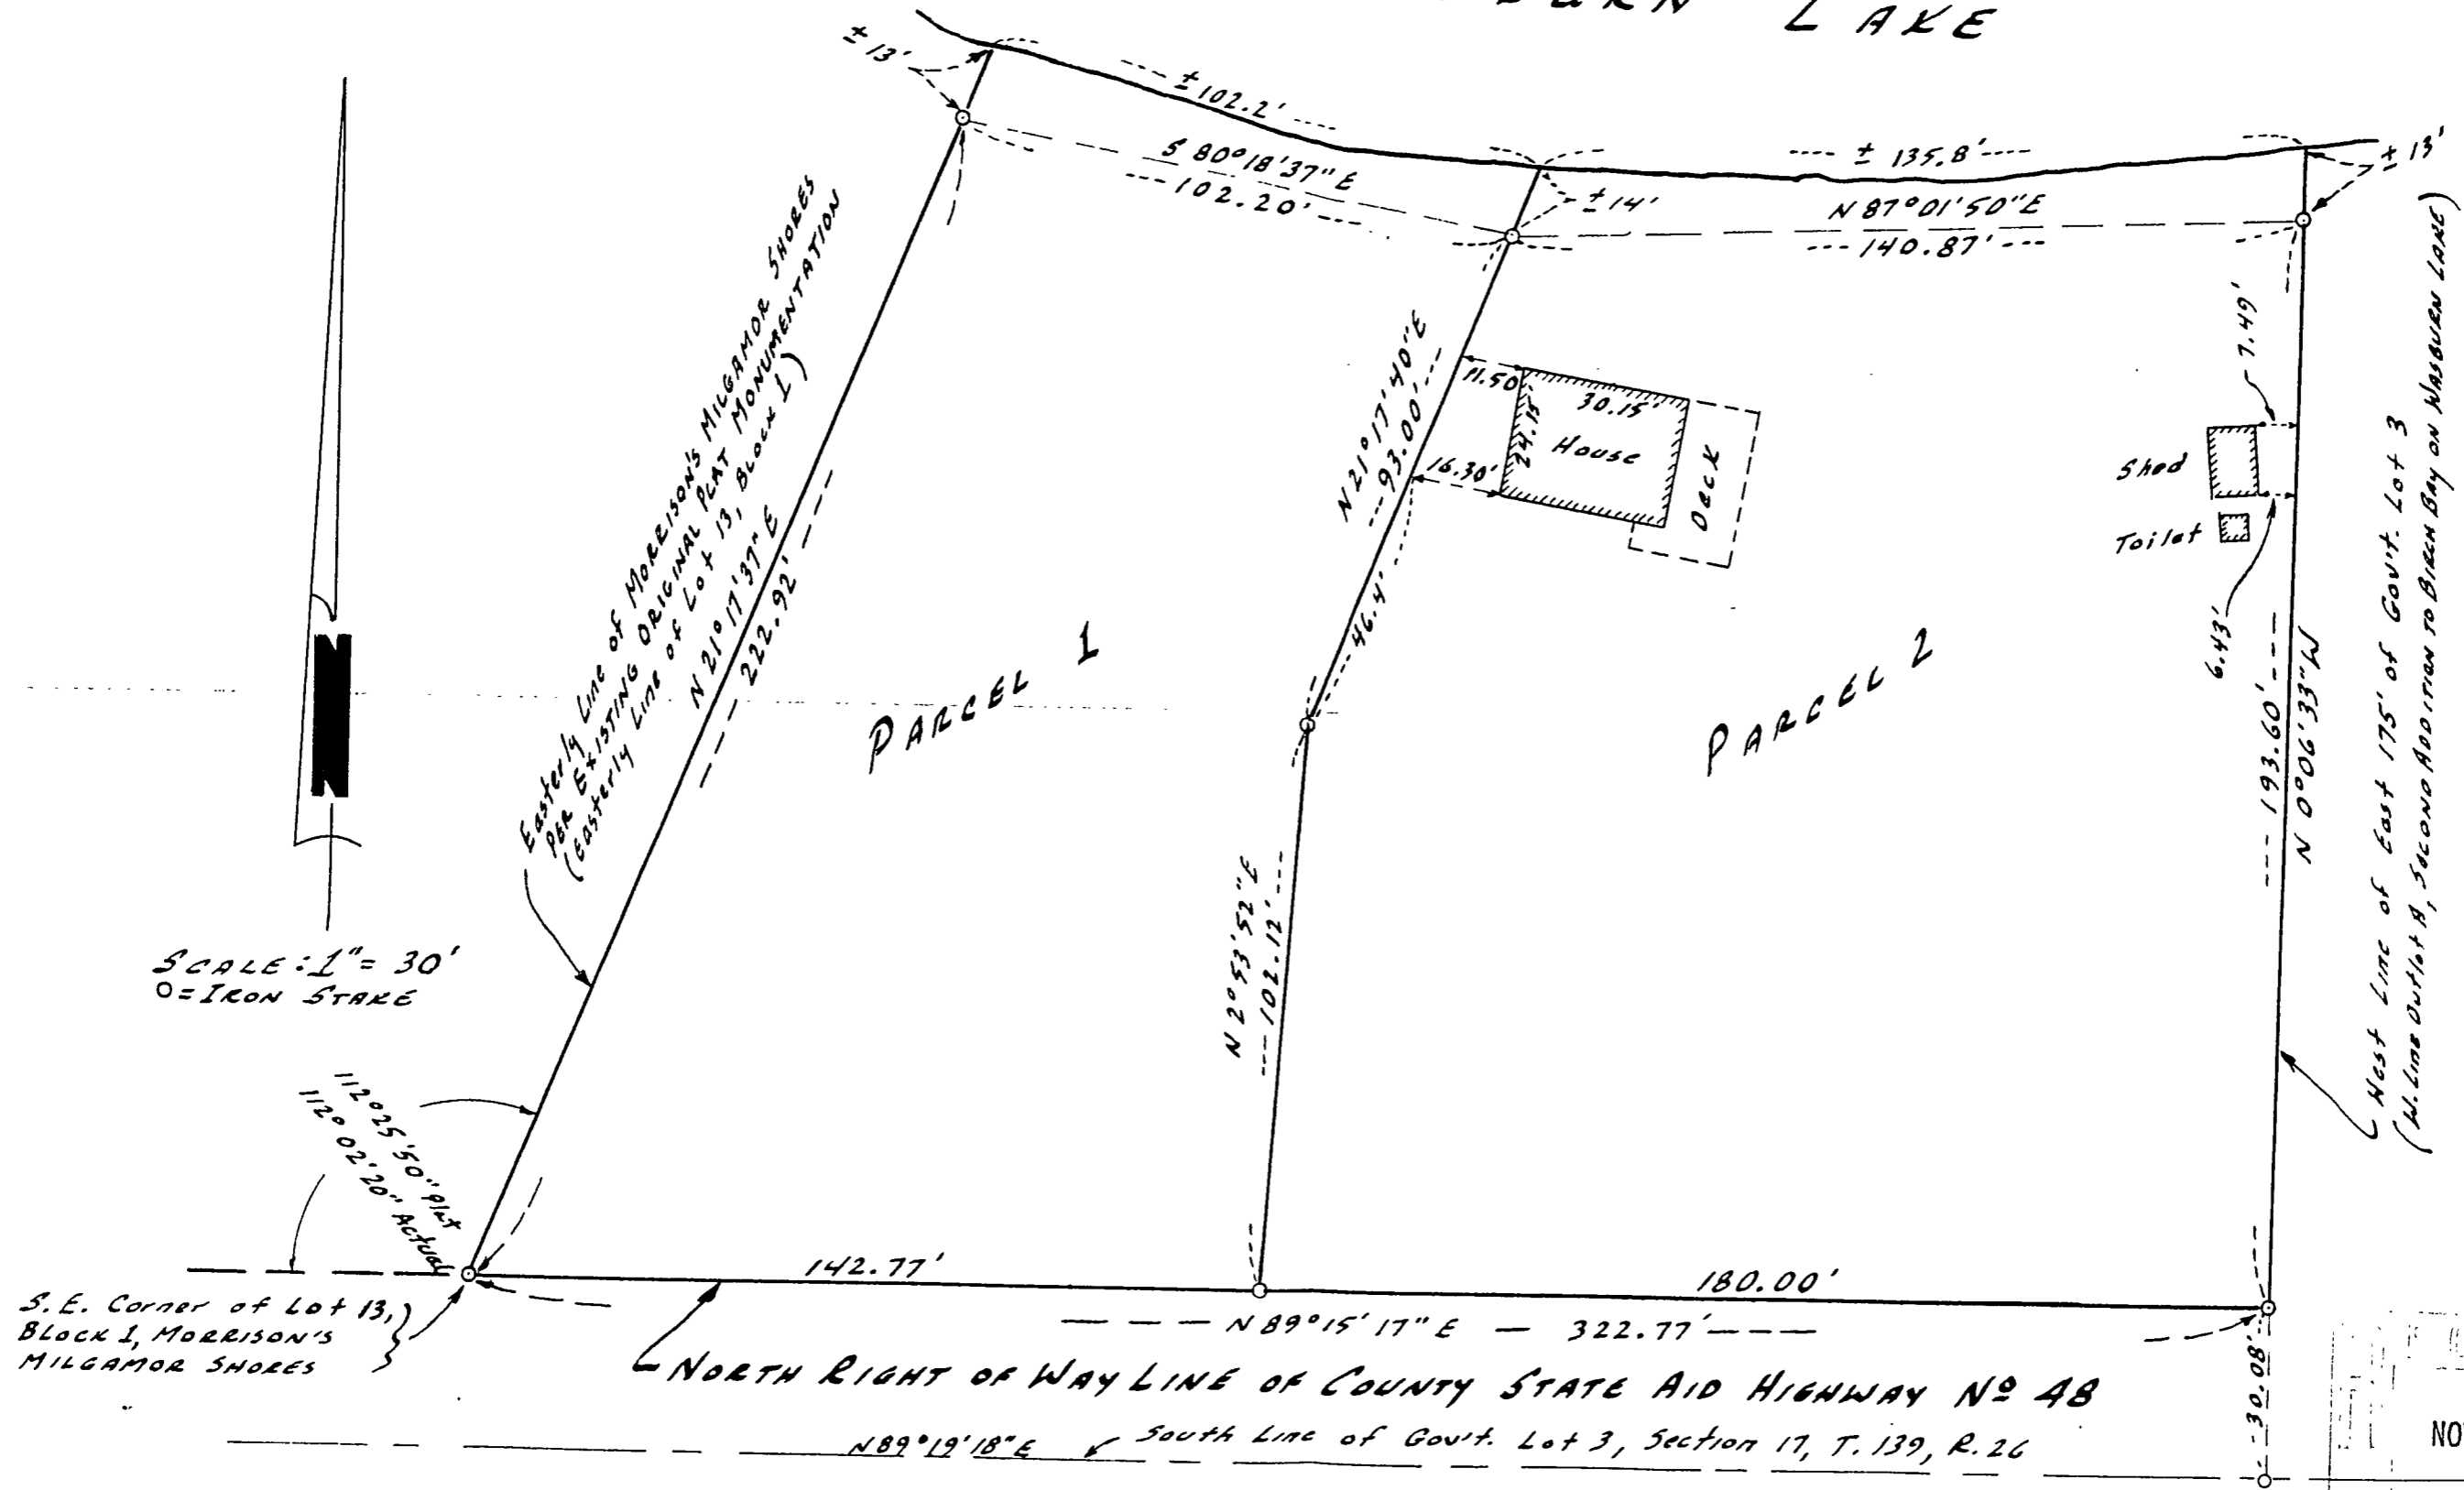 BURN LAKE
± 13'
± 102.2'
S 80° 18' 37" E
102.20'
± 135.8'
± 13'
± 14'
N 87° 01' 50" E
140.87'
Easterly Line of MORRISON'S MILGAMOR SHORES
PER EXISTING ORIGINAL PLAT MONUMENTATION
(EASTERLY Line of Lot 13, BLOCK 1)
N 21° 17' 37" E
222.92'
N 21° 17' 40" E
93.00'
11.50'
30.15'
24.15'
House
DECK
16.30'
46.4'
7.49'
Shed
Toilet
6.43'
PARCEL 1
PARCEL 2
193.60'
N 0° 06' 33" W
West Line of East 175' of Gov't. Lot 3
(W. Line Outlot A, SECOND ADDITION TO BIRCH BAY ON WASBURN LAKE)
N 2° 53' 52" E
102.12'
SCALE: 1" = 30'
O = IRON STAKE
112° 25' 50" Plat
112° 02' 20" Actual
142.77'
180.00'
S.E. Corner of Lot 13,
BLOCK 1, MORRISON'S
MILGAMOR SHORES
N 89° 15' 17" E — 322.77'
NORTH RIGHT OF WAY LINE OF COUNTY STATE AID HIGHWAY Nº 48
30.08'
N 89° 19' 18" E South Line of Gov't. Lot 3, Section 17, T. 139, R. 26
NO